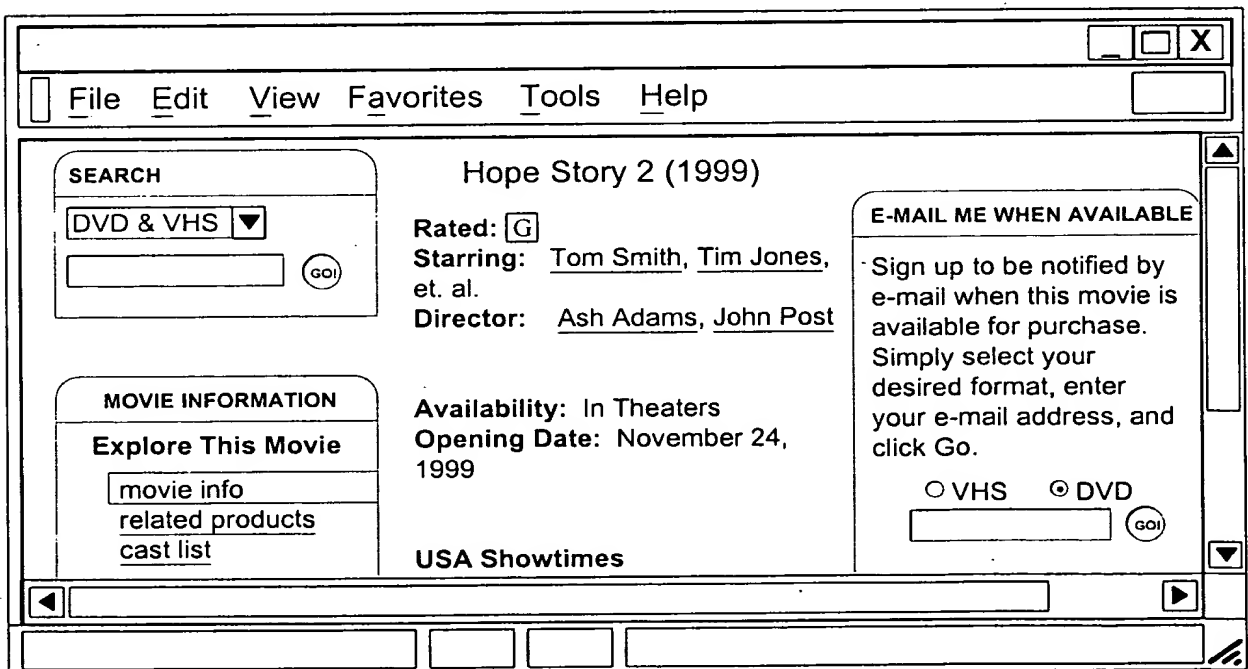 X
File Edit View Favorites Tools Help
SEARCH
DVD & VHS
GO!
Hope Story 2 (1999)
Rated: G
Starring: Tom Smith, Tim Jones,
et. al.
Director: Ash Adams, John Post
E-MAIL ME WHEN AVAILABLE
Sign up to be notified by
e-mail when this movie is
available for purchase.
Simply select your
desired format, enter
your e-mail address, and
click Go.
VHS DVD
GO!
MOVIE INFORMATION
Explore This Movie
movie info
related products
cast list
Availability: In Theaters
Opening Date: November 24,
1999
USA Showtimes